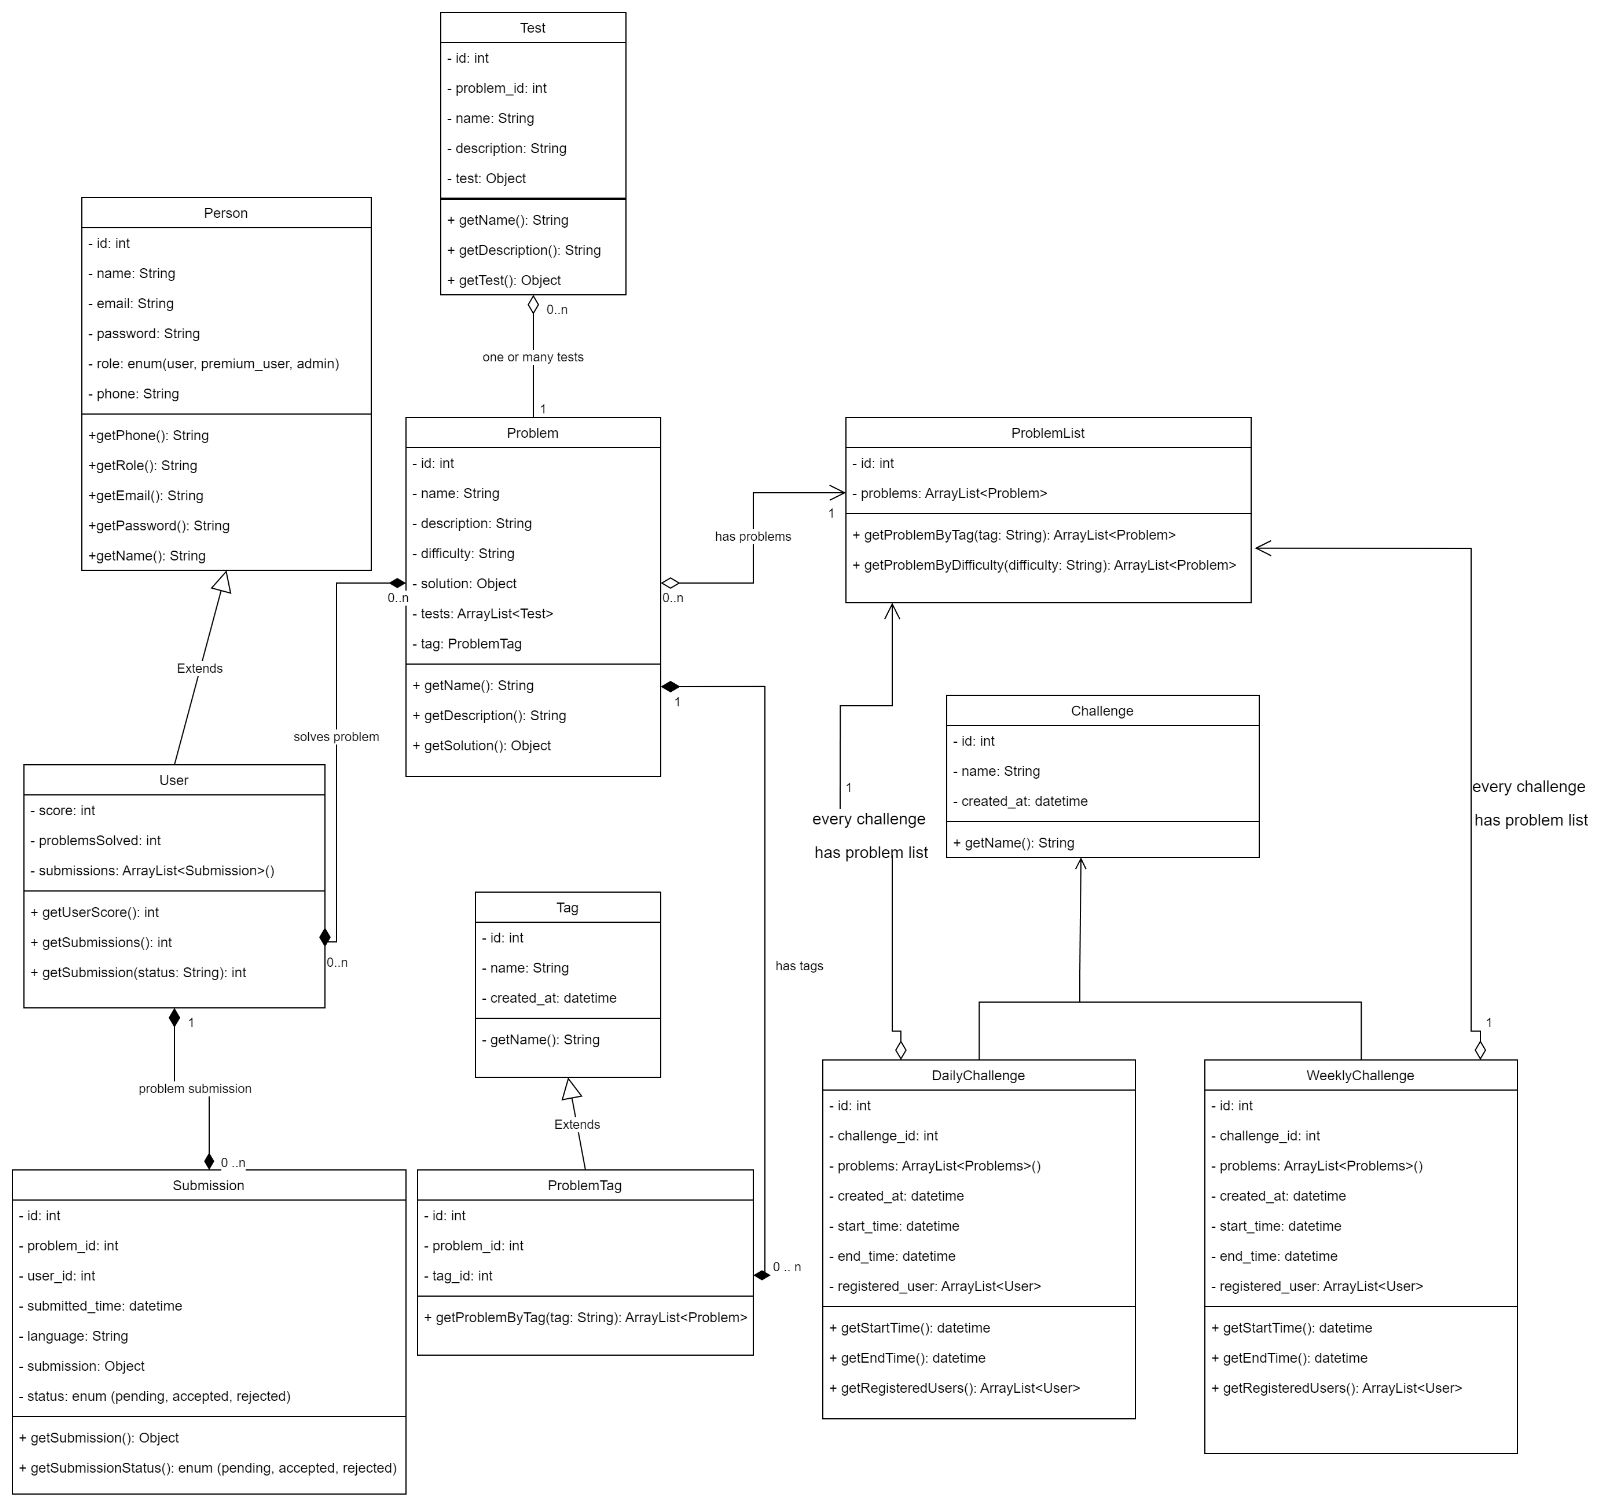 Test
- id: int
- problem_id: int
- name: String
- description: String
- test: Object
+ getName(): String
+ getDescription(): String
+ getTest(): Object
0..n
one or many tests
1
Person
- id: int
- name: String
- email: String
- password: String
- role: enum(user, premium_user, admin)
- phone: String
+getPhone(): String
+getRole(): String
+getEmail(): String
+getPassword(): String
+getName(): String
Extends
Problem
- id: int
- name: String
- description: String
- difficulty: String
- solution: Object
- tests: ArrayList<Test>
- tag: ProblemTag
+ getName(): String
+ getDescription(): String
+ getSolution(): Object
0..n
solves problem
0..n
0..n
has problems
1
1
ProblemList
- id: int
- problems: ArrayList<Problem>
+ getProblemByTag(tag: String): ArrayList<Problem>
+ getProblemByDifficulty(difficulty: String): ArrayList<Problem>
Challenge
- id: int
- name: String
- created_at: datetime
+ getName(): String
1
every challenge
has problem list
every challenge
has problem list
1
User
- score: int
- problemsSolved: int
- submissions: ArrayList<Submission>()
+ getUserScore(): int
+ getSubmissions(): int
+ getSubmission(status: String): int
1
problem submission
0 ..n
Tag
- id: int
- name: String
- created_at: datetime
- getName(): String
Extends
has tags
0 .. n
Submission
- id: int
- problem_id: int
- user_id: int
- submitted_time: datetime
- language: String
- submission: Object
- status: enum (pending, accepted, rejected)
+ getSubmission(): Object
+ getSubmissionStatus(): enum (pending, accepted, rejected)
ProblemTag
- id: int
- problem_id: int
- tag_id: int
+ getProblemByTag(tag: String): ArrayList<Problem>
DailyChallenge
- id: int
- challenge_id: int
- problems: ArrayList<Problems>()
- created_at: datetime
- start_time: datetime
- end_time: datetime
- registered_user: ArrayList<User>
+ getStartTime(): datetime
+ getEndTime(): datetime
+ getRegisteredUsers(): ArrayList<User>
WeeklyChallenge
- id: int
- challenge_id: int
- problems: ArrayList<Problems>()
- created_at: datetime
- start_time: datetime
- end_time: datetime
- registered_user: ArrayList<User>
+ getStartTime(): datetime
+ getEndTime(): datetime
+ getRegisteredUsers(): ArrayList<User>